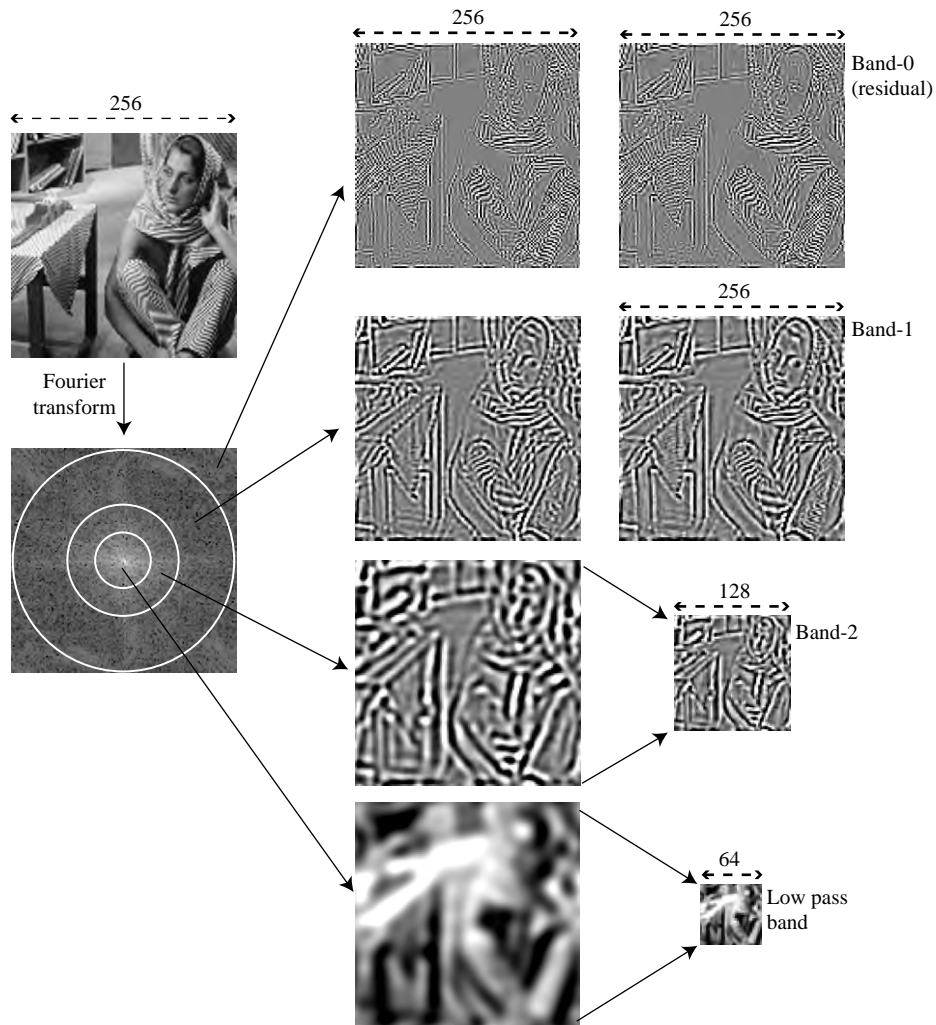 256
256
Band-0
(residual)
256
Fourier
transform
256
Band-1
128
Band-2
64
Low pass
band